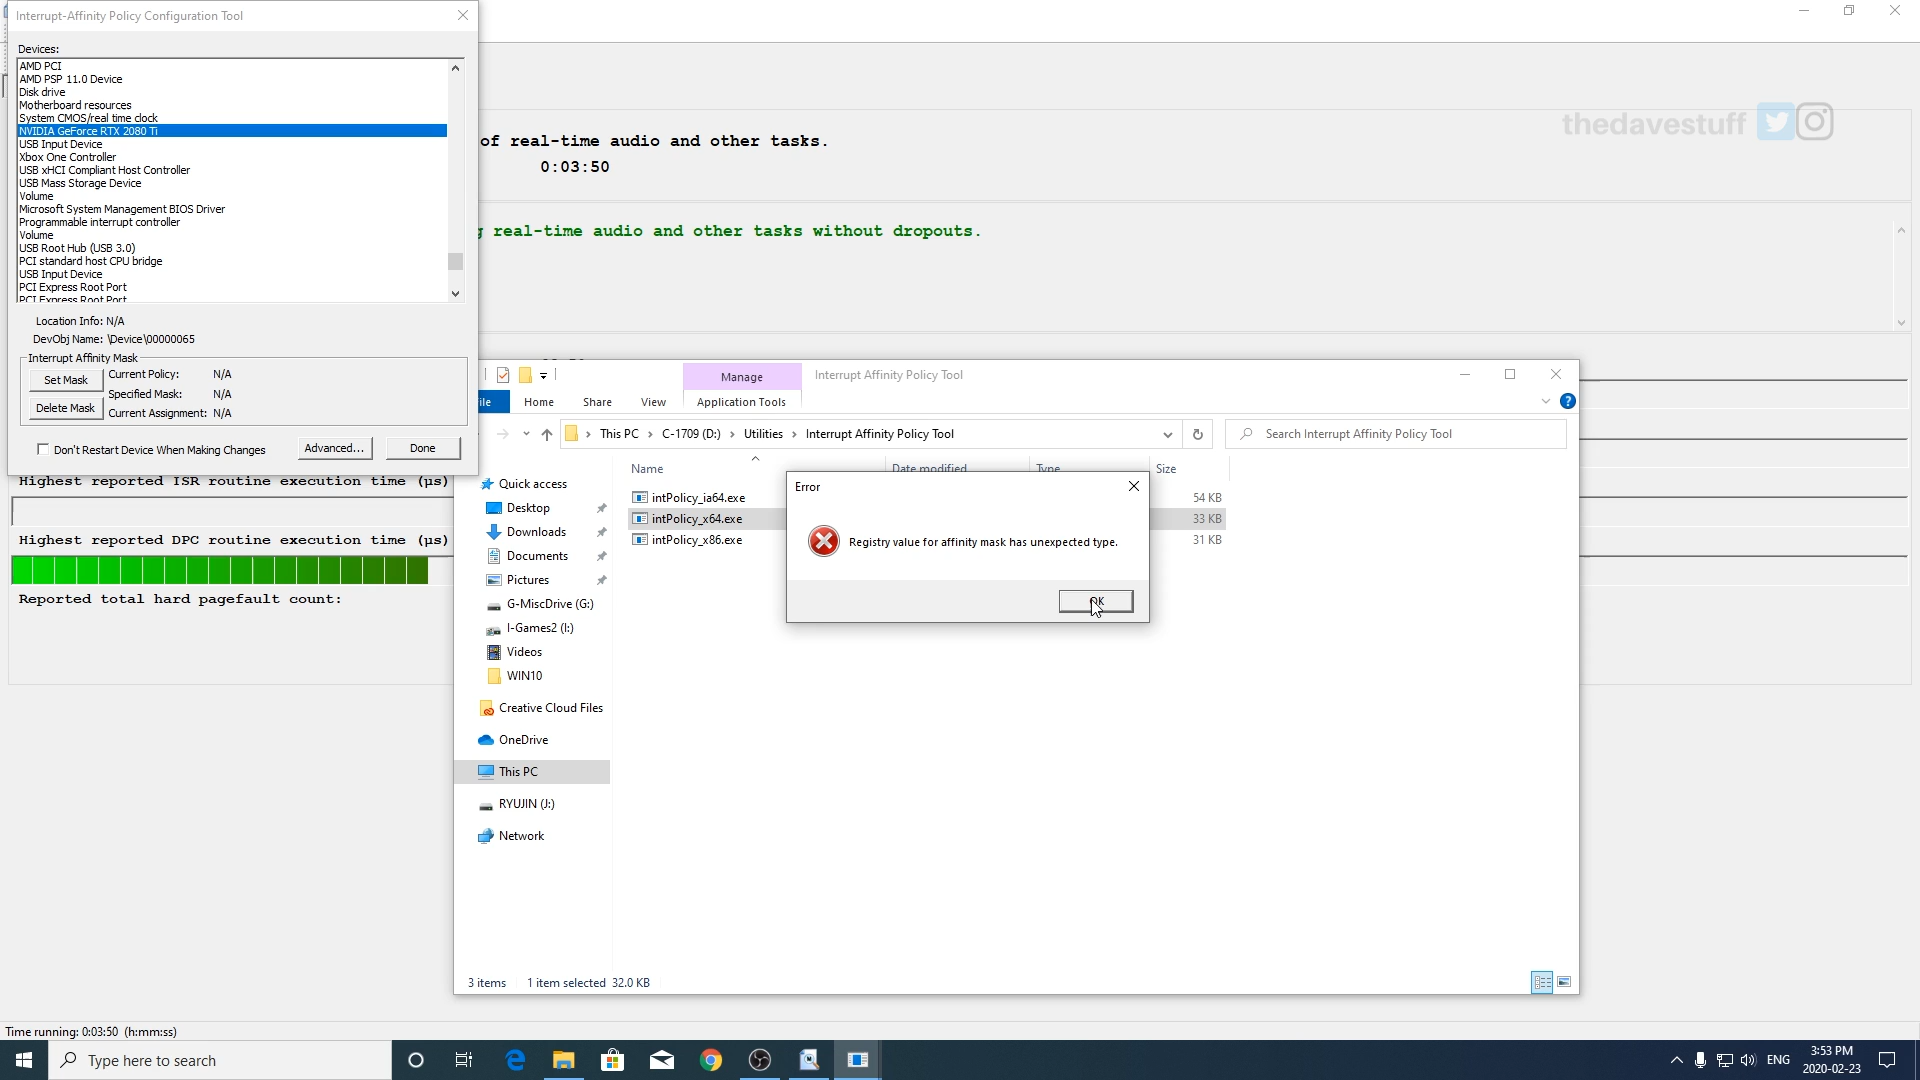 Interrupt-Affinity Policy Configuration Tool
Devices:
AMD PCI
AMD PSP 11.0 Device
Disk drive
Motherboard resources
System CMOS/real time clock
NVIDIA GeForce RTX 2080 Ti
USB Input Device
Xbox One Controller
USB xHCI Compliant Host Controller
USB Mass Storage Device
Volume
Microsoft System Management BIOS Driver
Programmable interrupt controller
Volume
USB Root Hub (USB 3.0)
PCI standard host CPU bridge
USB Input Device
PCI Express Root Port
PCI Express Root Port
Location Info: N/A
DevObj Name: \Device\00000065
Interrupt Affinity Mask
Set Mask
Current Policy: N/A
Specified Mask: N/A
Delete Mask
Current Assignment: N/A
Don't Restart Device When Making Changes
Advanced...
Done
of real-time audio and other tasks.
0:03:50
thedavestuff
g real-time audio and other tasks without dropouts.
Highest reported ISR routine execution time (µs)
Highest reported DPC routine execution time (µs)
Reported total hard pagefault count:
Manage
Interrupt Affinity Policy Tool
ile
Home
Share
View
Application Tools
This PC
C-1709 (D:)
Utilities
Interrupt Affinity Policy Tool
Search Interrupt Affinity Policy Tool
Name
Date modified
Type
Size
Quick access
Desktop
Downloads
Documents
Pictures
G-MiscDrive (G:)
I-Games2 (I:)
Videos
WIN10
Creative Cloud Files
OneDrive
This PC
RYUJIN (J:)
Network
intPolicy_ia64.exe
54 KB
intPolicy_x64.exe
33 KB
intPolicy_x86.exe
31 KB
Error
Registry value for affinity mask has unexpected type.
OK
3 items
1 item selected 32.0 KB
Time running: 0:03:50 (h:mm:ss)
Type here to search
ENG
3:53 PM
2020-02-23